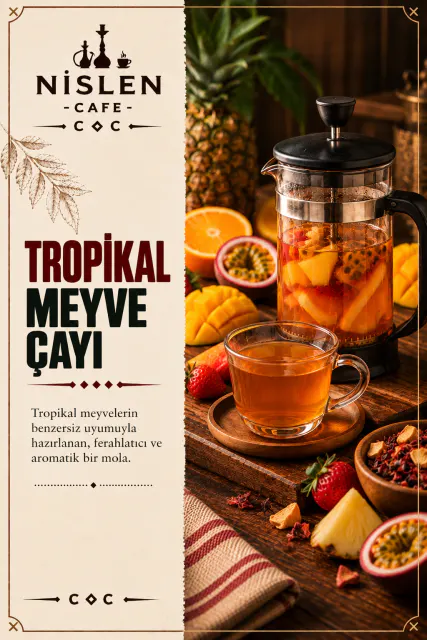 NİSLEN
-CAFE-
C◇C
TROPİKAL
MEYVE
ÇAYI
Tropikal meyvelerin
benzersiz uyumuyla
hazırlanan, ferahlatıcı ve
aromatik bir mola.
C◇C